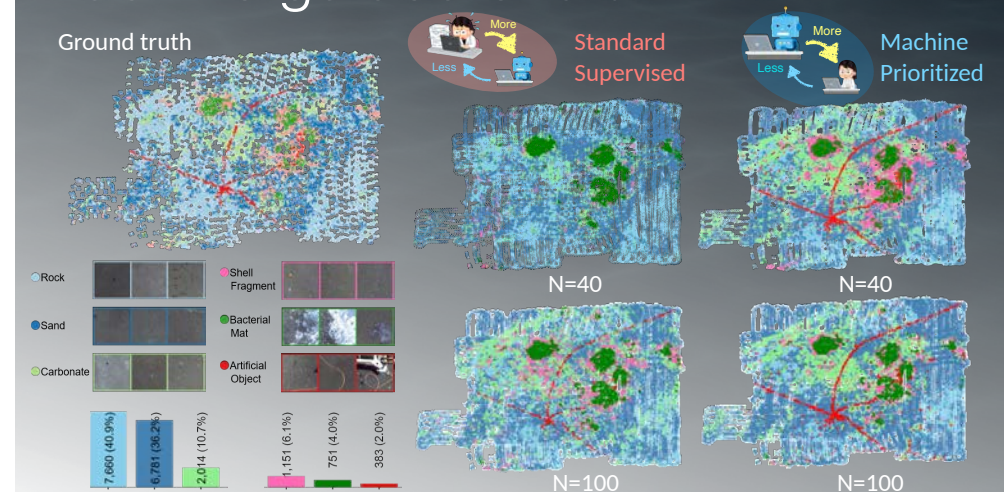 Ground truth
More
Less
Standard
Supervised
More
Less
Machine
Prioritized
N=40
N=40
Rock
Sand
Carbonate
Shell
Fragment
Bacterial
Mat
Artificial
Object
7,660 (40.9%)
6,781 (36.2%)
2,014 (10.7%)
1,151 (6.1%)
751 (4.0%)
383 (2.0%)
N=100
N=100